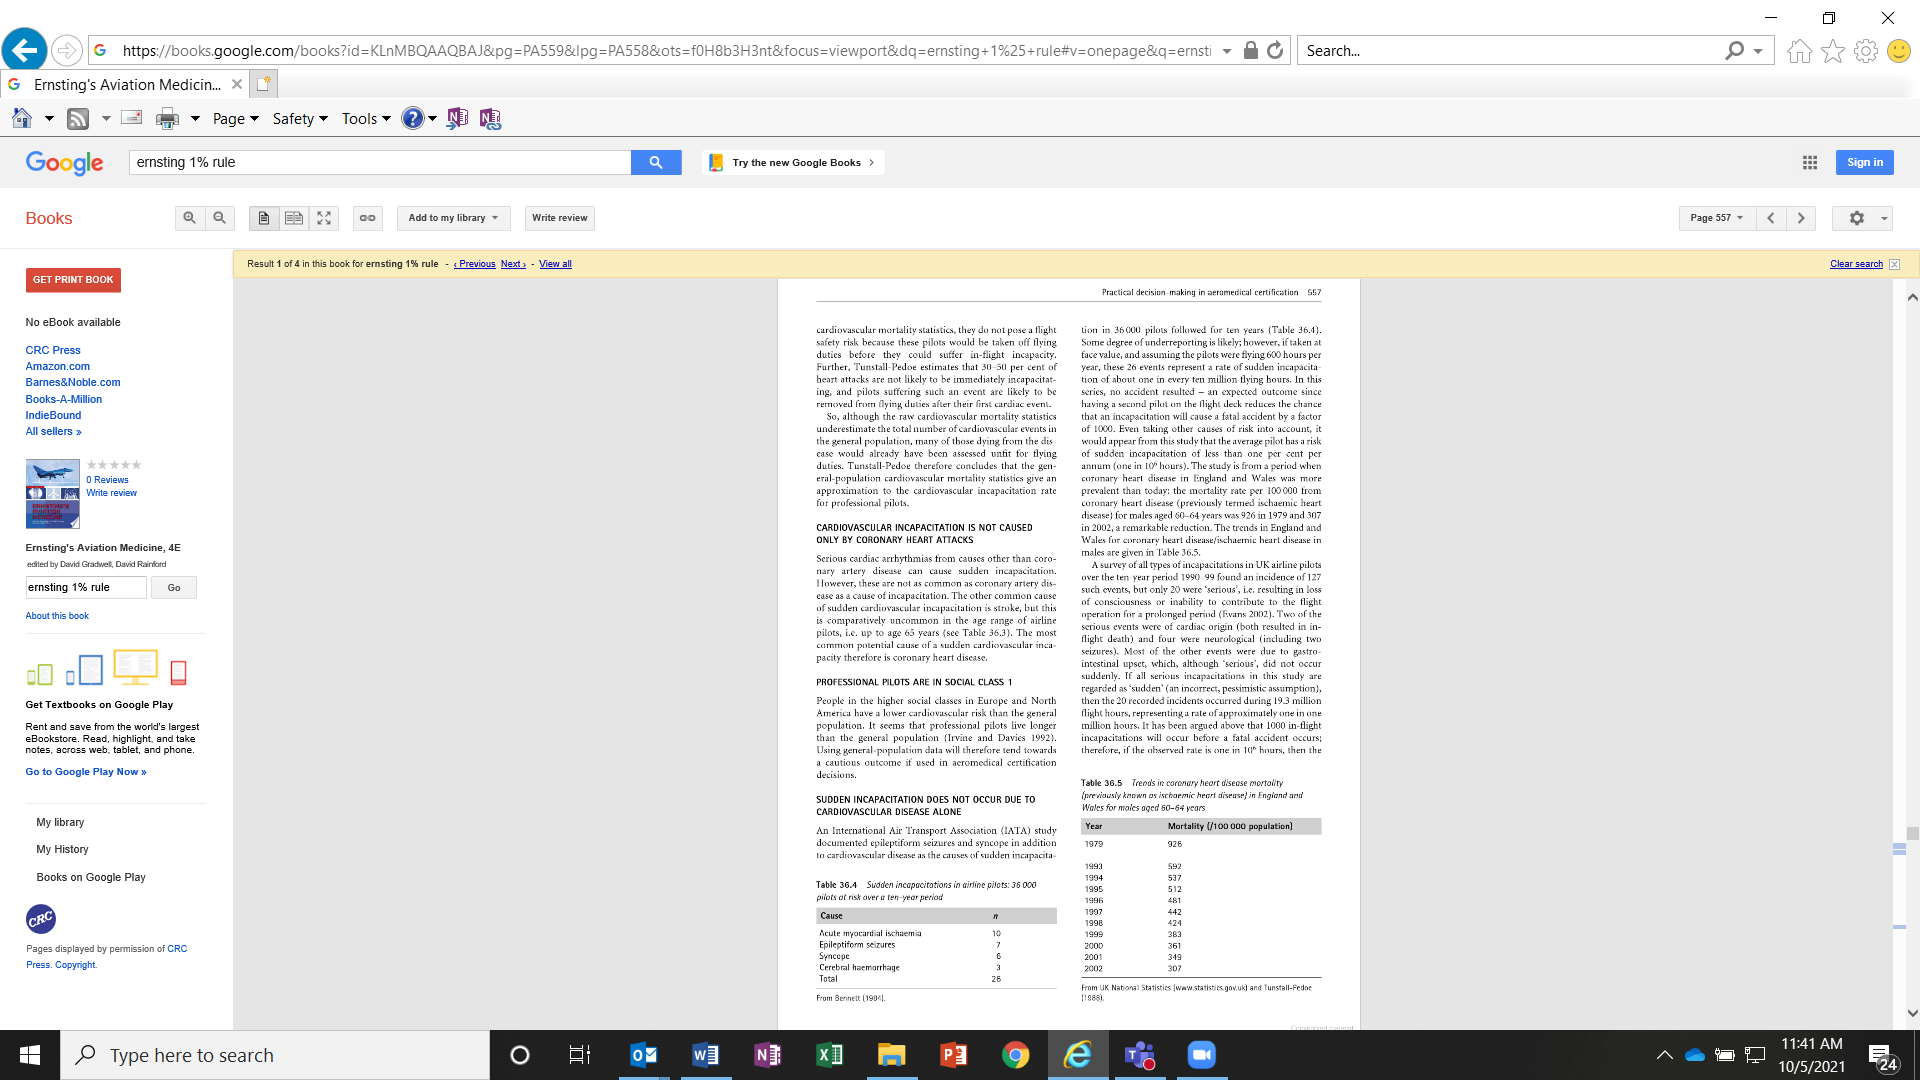 https://books.google.com/books?id=KLnMBQAAQBAJ&pg=PA559&lpg=PA558&ots=f0H8b3H3nt&focus=viewport&dq=ernsting+1%25+rule#v=onepage&q=ernsti
Search...
Ernsting's Aviation Medicin...
Page
Safety
Tools
Google
ernsting 1% rule
Try the new Google Books
Sign in
Books
Add to my library
Write review
Page 557
Result 1 of 4 in this book for ernsting 1% rule - ‹ Previous Next › - View all
Clear search
GET PRINT BOOK
No eBook available
CRC Press
Amazon.com
Barnes&Noble.com
Books-A-Million
IndieBound
All sellers »
0 Reviews
Write review
Ernsting's Aviation Medicine, 4E
edited by David Gradwell, David Rainford
ernsting 1% rule
Go
About this book
Get Textbooks on Google Play
Rent and save from the world's largest
eBookstore. Read, highlight, and take
notes, across web, tablet, and phone.
Go to Google Play Now »
My library
My History
Books on Google Play
CRC
Pages displayed by permission of CRC
Press. Copyright.
Practical decision-making in aeromedical certification 557
cardiovascular mortality statistics, they do not pose a flight
safety risk because these pilots would be taken off flying
duties before they could suffer in-flight incapacity.
Further, Tunstall-Pedoe estimates that 30–50 per cent of
heart attacks are not likely to be immediately incapacitat-
ing, and pilots suffering such an event are likely to be
removed from flying duties after their first cardiac event.
So, although the raw cardiovascular mortality statistics
underestimate the total number of cardiovascular events in
the general population, many of those dying from the dis-
ease would already have been assessed unfit for flying
duties. Tunstall-Pedoe therefore concludes that the gen-
eral-population cardiovascular mortality statistics give an
approximation to the cardiovascular incapacitation rate
for professional pilots.
CARDIOVASCULAR INCAPACITATION IS NOT CAUSED
ONLY BY CORONARY HEART ATTACKS
Serious cardiac arrhythmias from causes other than coro-
nary artery disease can cause sudden incapacitation.
However, these are not as common as coronary artery dis-
ease as a cause of incapacitation. The other common cause
of sudden cardiovascular incapacitation is stroke, but this
is comparatively uncommon in the age range of airline
pilots, i.e. up to age 65 years (see Table 36.3). The most
common potential cause of a sudden cardiovascular inca-
pacity therefore is coronary heart disease.
PROFESSIONAL PILOTS ARE IN SOCIAL CLASS 1
People in the higher social classes in Europe and North
America have a lower cardiovascular risk than the general
population. It seems that professional pilots live longer
than the general population (Irvine and Davies 1992).
Using general-population data will therefore tend towards
a cautious outcome if used in aeromedical certification
decisions.
SUDDEN INCAPACITATION DOES NOT OCCUR DUE TO
CARDIOVASCULAR DISEASE ALONE
An International Air Transport Association (IATA) study
documented epileptiform seizures and syncope in addition
to cardiovascular disease as the causes of sudden incapacita-
Table 36.4 Sudden incapacitations in airline pilots: 36 000
pilots at risk over a ten-year period
Cause n
Acute myocardial ischaemia 10
Epileptiform seizures 7
Syncope 6
Cerebral haemorrhage 3
Total 26
From Bennett (1984).
tion in 36 000 pilots followed for ten years (Table 36.4).
Some degree of underreporting is likely; however, if taken at
face value, and assuming the pilots were flying 600 hours per
year, these 26 events represent a rate of sudden incapacita-
tion of about one in every ten million flying hours. In this
series, no accident resulted – an expected outcome since
having a second pilot on the flight deck reduces the chance
that an incapacitation will cause a fatal accident by a factor
of 1000. Even taking other causes of risk into account, it
would appear from this study that the average pilot has a risk
of sudden incapacitation of less than one per cent per
annum (one in 10⁶ hours). The study is from a period when
coronary heart disease in England and Wales was more
prevalent than today: the mortality rate per 100 000 from
coronary heart disease (previously termed ischaemic heart
disease) for males aged 60–64 years was 926 in 1979 and 307
in 2002, a remarkable reduction. The trends in England and
Wales for coronary heart disease/ischaemic heart disease in
males are given in Table 36.5.
A survey of all types of incapacitations in UK airline pilots
over the ten-year period 1990–99 found an incidence of 127
such events, but only 20 were ‘serious’, i.e. resulting in loss
of consciousness or inability to contribute to the flight
operation for a prolonged period (Evans 2002). Two of the
serious events were of cardiac origin (both resulted in in-
flight death) and four were neurological (including two
seizures). Most of the other events were due to gastro-
intestinal upset, which, although ‘serious’, did not occur
suddenly. If all serious incapacitations in this study are
regarded as ‘sudden’ (an incorrect, pessimistic assumption),
then the 20 recorded incidents occurred during 19.3 million
flight hours, representing a rate of approximately one in one
million hours. It has been argued above that 1000 in-flight
incapacitations will occur before a fatal accident occurs;
therefore, if the observed rate is one in 10⁶ hours, then the
Table 36.5 Trends in coronary heart disease mortality
(previously known as ischaemic heart disease) in England and
Wales for males aged 60–64 years
Year Mortality (/100 000 population)
1979 926
1993 592
1994 537
1995 512
1996 481
1997 442
1998 424
1999 383
2000 361
2001 349
2002 307
From UK National Statistics (www.statistics.gov.uk) and Tunstall-Pedoe
(1988).
Copyrighted material
Type here to search
11:41 AM
10/5/2021
24